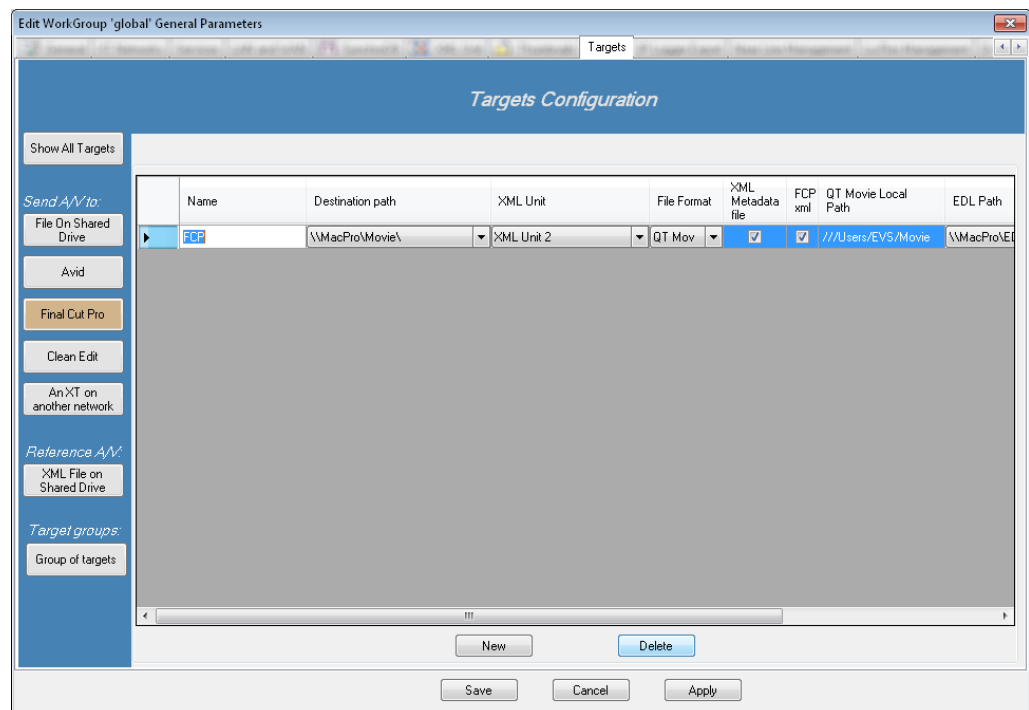 Edit WorkGroup 'global' General Parameters
Targets
Targets Configuration
Show All Targets
Send A/V to:
File On Shared
Drive
Avid
Final Cut Pro
Clean Edit
An XT on
another network
Reference A/V:
XML File on
Shared Drive
Target groups:
Group of targets
Name Destination path XML Unit File Format XML Metadata file FCP xml QT Movie Local Path EDL Path
FCP \\MacPro\Movie\ XML Unit 2 QT Mov ///Users/EVS/Movie \\MacPro\ED
New Delete
Save Cancel Apply